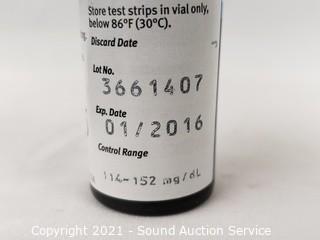 Store test strips in vial only,
below 86°F (30°C).
Discard Date
Lot No.
3661407
Exp. Date
01/2016
Control Range
114-152 mg/dL
Copyright 2021 - Sound Auction Service